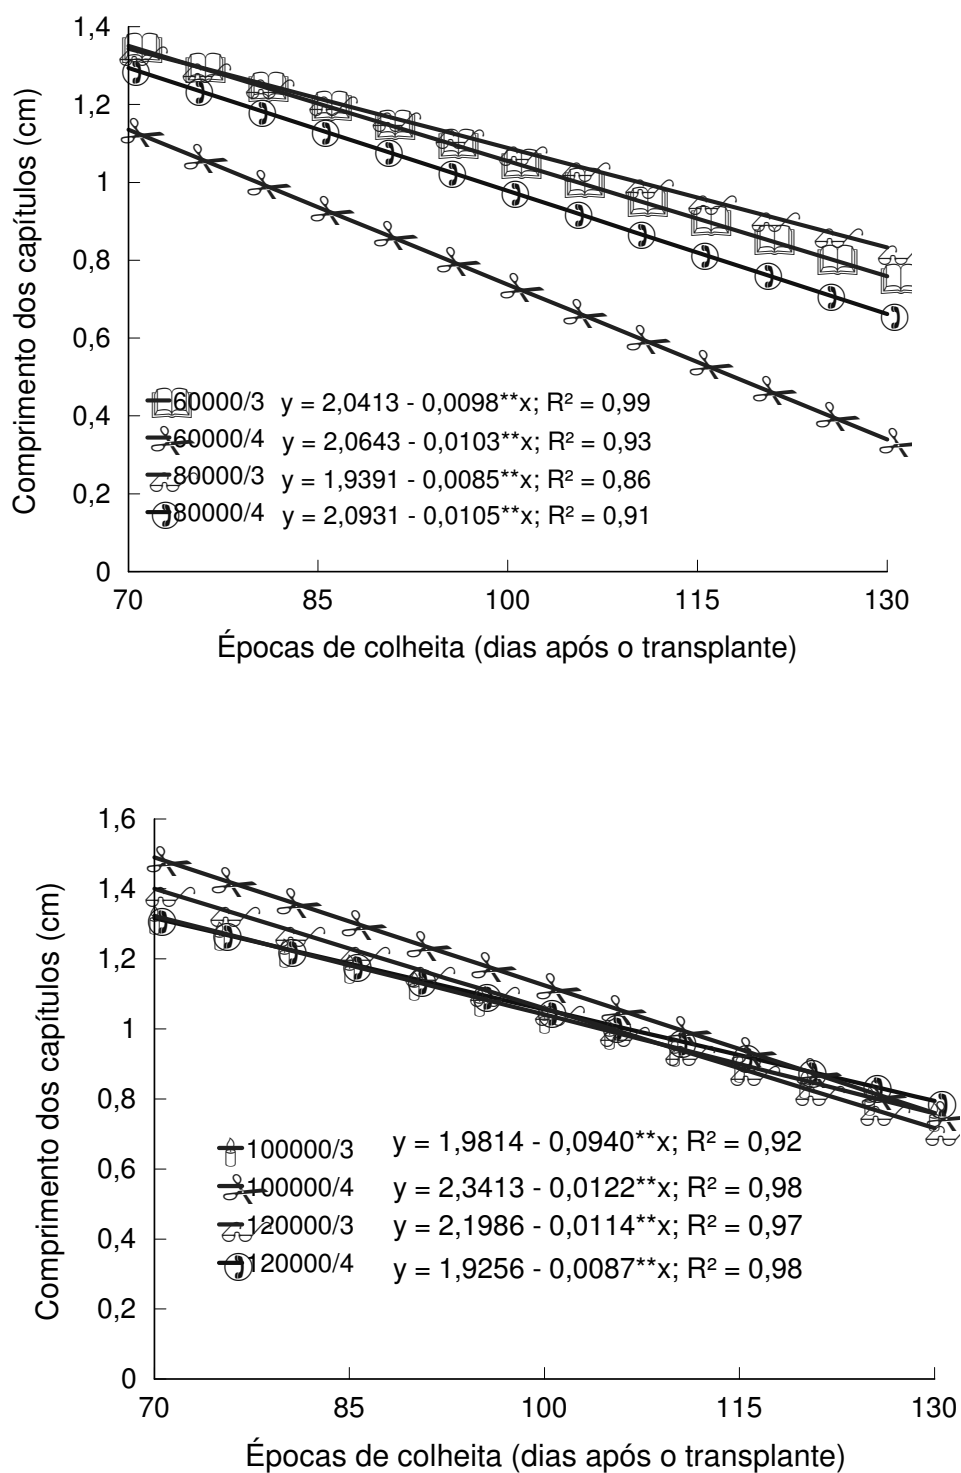 1,4
1,2
1
0,8
0,6
0,4
0,2
0
Comprimento dos capítulos (cm)
60000/3 y = 2,0413 - 0,0098**x; R² = 0,99
60000/4 y = 2,0643 - 0,0103**x; R² = 0,93
80000/3 y = 1,9391 - 0,0085**x; R² = 0,86
80000/4 y = 2,0931 - 0,0105**x; R² = 0,91
70 85 100 115 130
Épocas de colheita (dias após o transplante)
1,6
1,4
1,2
1
0,8
0,6
0,4
0,2
0
Comprimento dos capítulos (cm)
100000/3 y = 1,9814 - 0,0940**x; R² = 0,92
100000/4 y = 2,3413 - 0,0122**x; R² = 0,98
120000/3 y = 2,1986 - 0,0114**x; R² = 0,97
120000/4 y = 1,9256 - 0,0087**x; R² = 0,98
70 85 100 115 130
Épocas de colheita (dias após o transplante)